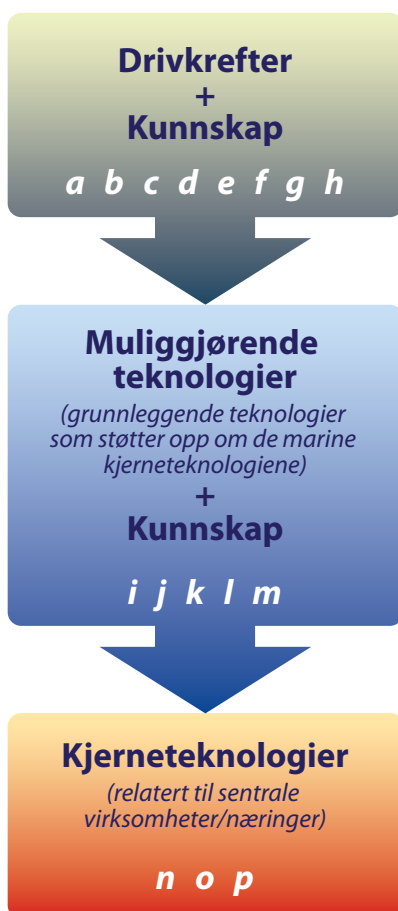 Drivkrefter
+
Kunnskap
a b c d e f g h
Muliggjørende
teknologier
(grunnleggende teknologier
som støtter opp om de marine
kjerneteknologiene)
+
Kunnskap
i j k l m
Kjerneteknologier
(relatert til sentrale
virksomheter/næringer)
n o p